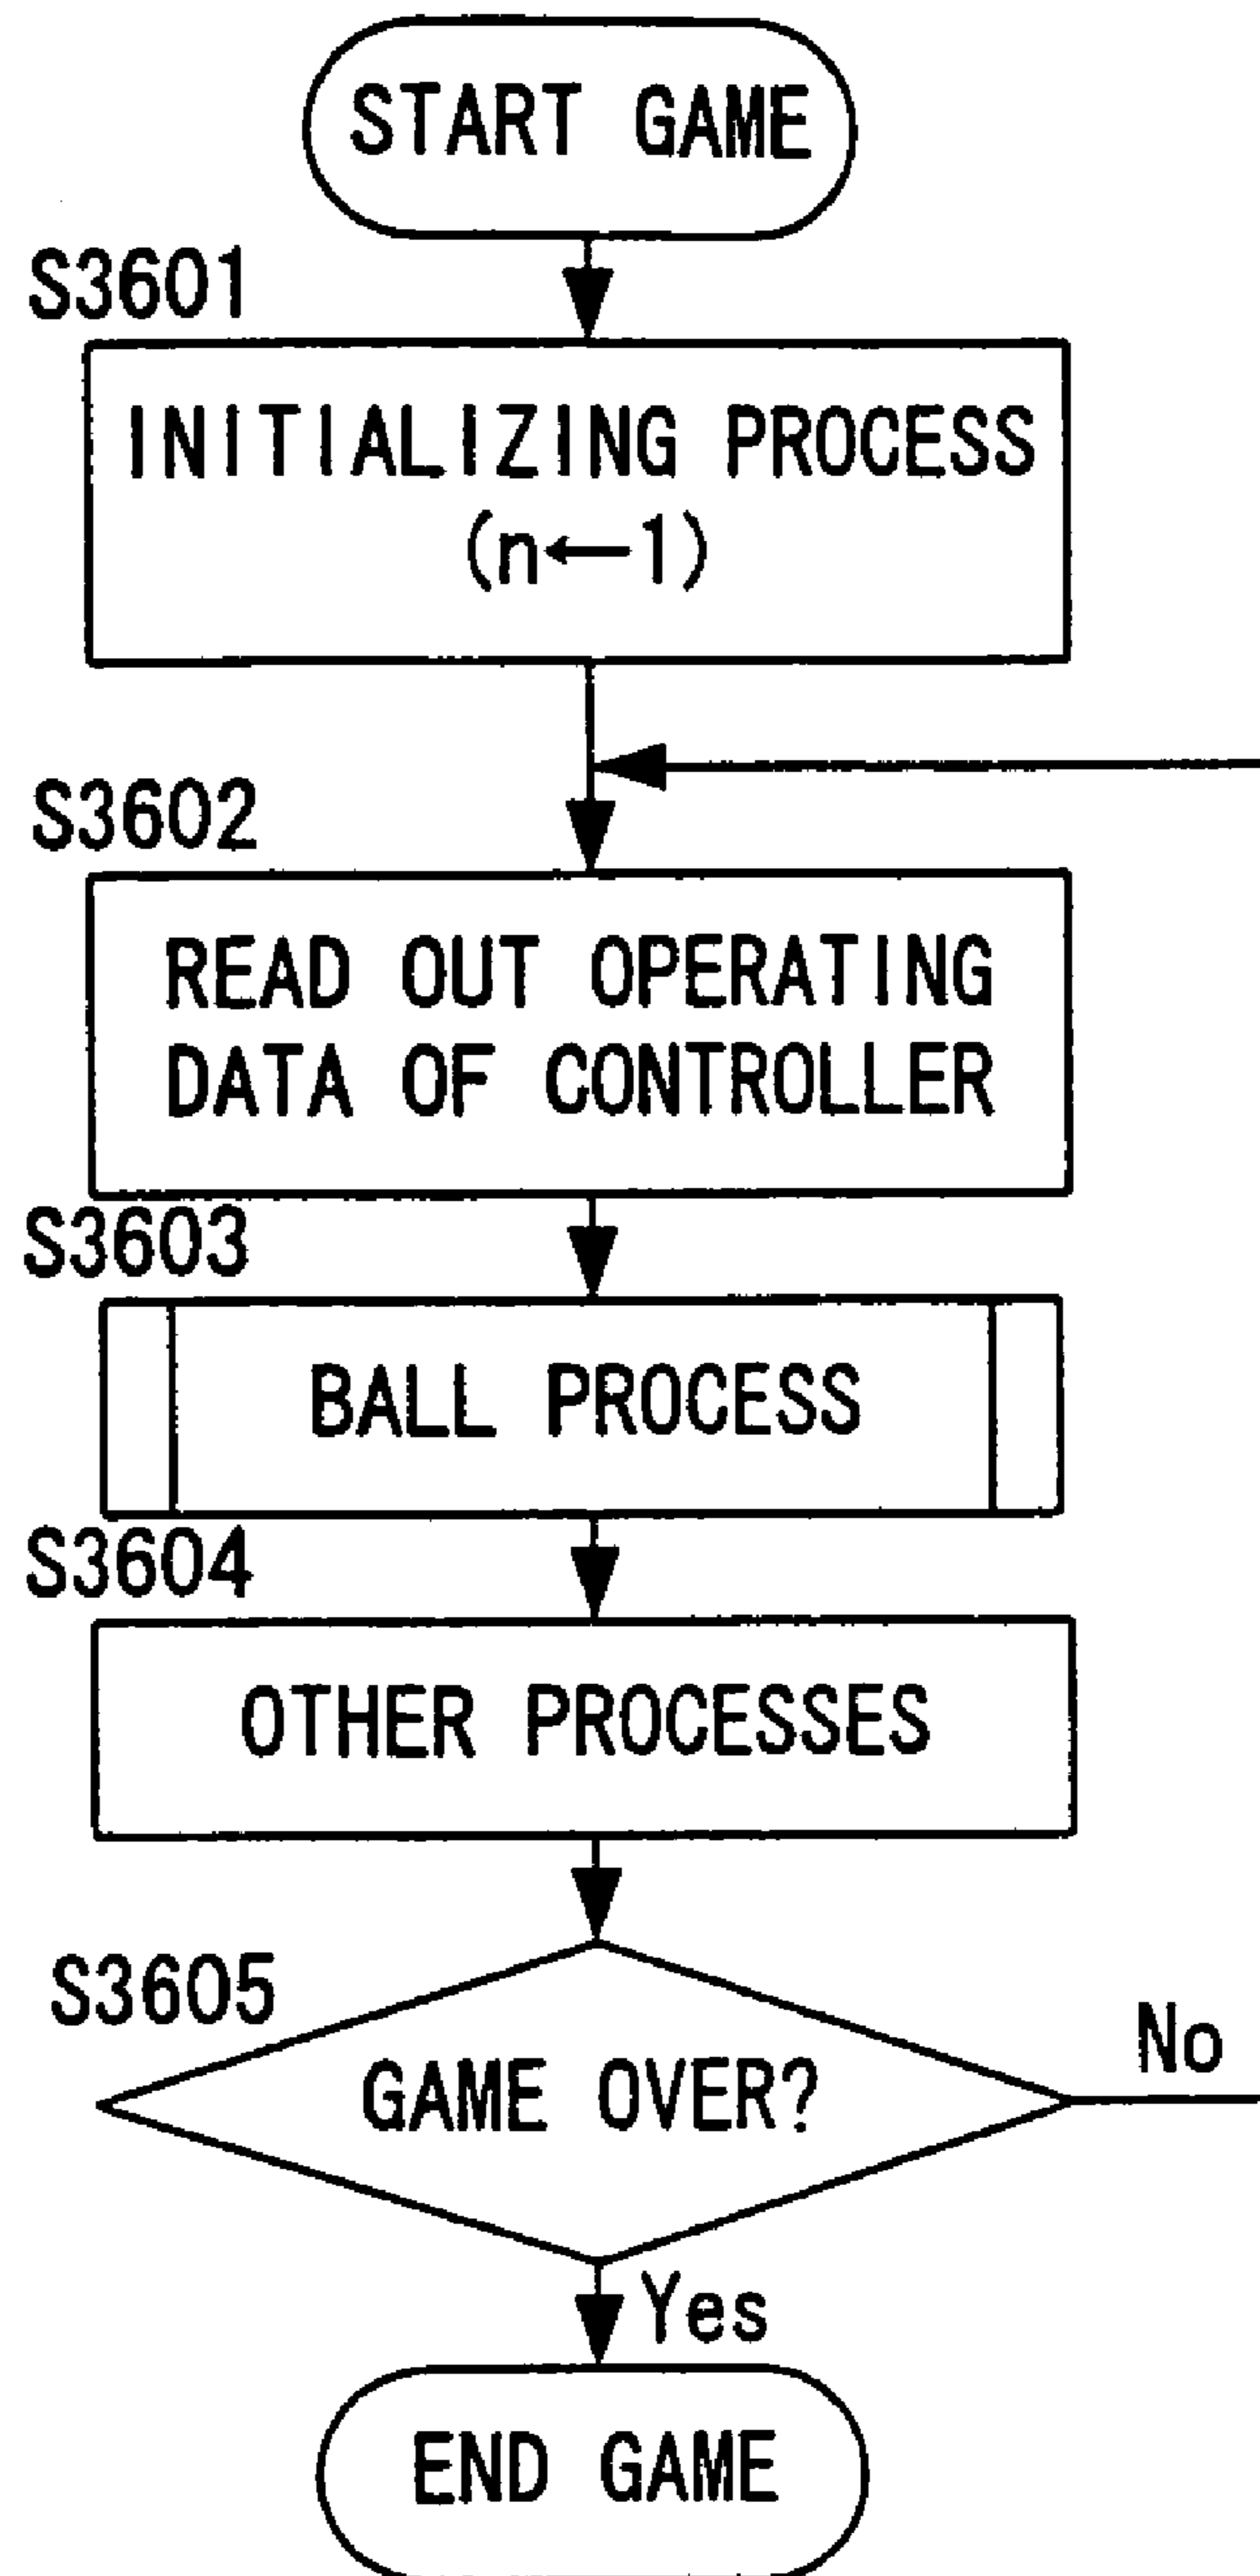 START GAME
S3601
INITIALIZING PROCESS
(n←1)
S3602
READ OUT OPERATING
DATA OF CONTROLLER
S3603
BALL PROCESS
S3604
OTHER PROCESSES
S3605
GAME OVER?
No
Yes
END GAME